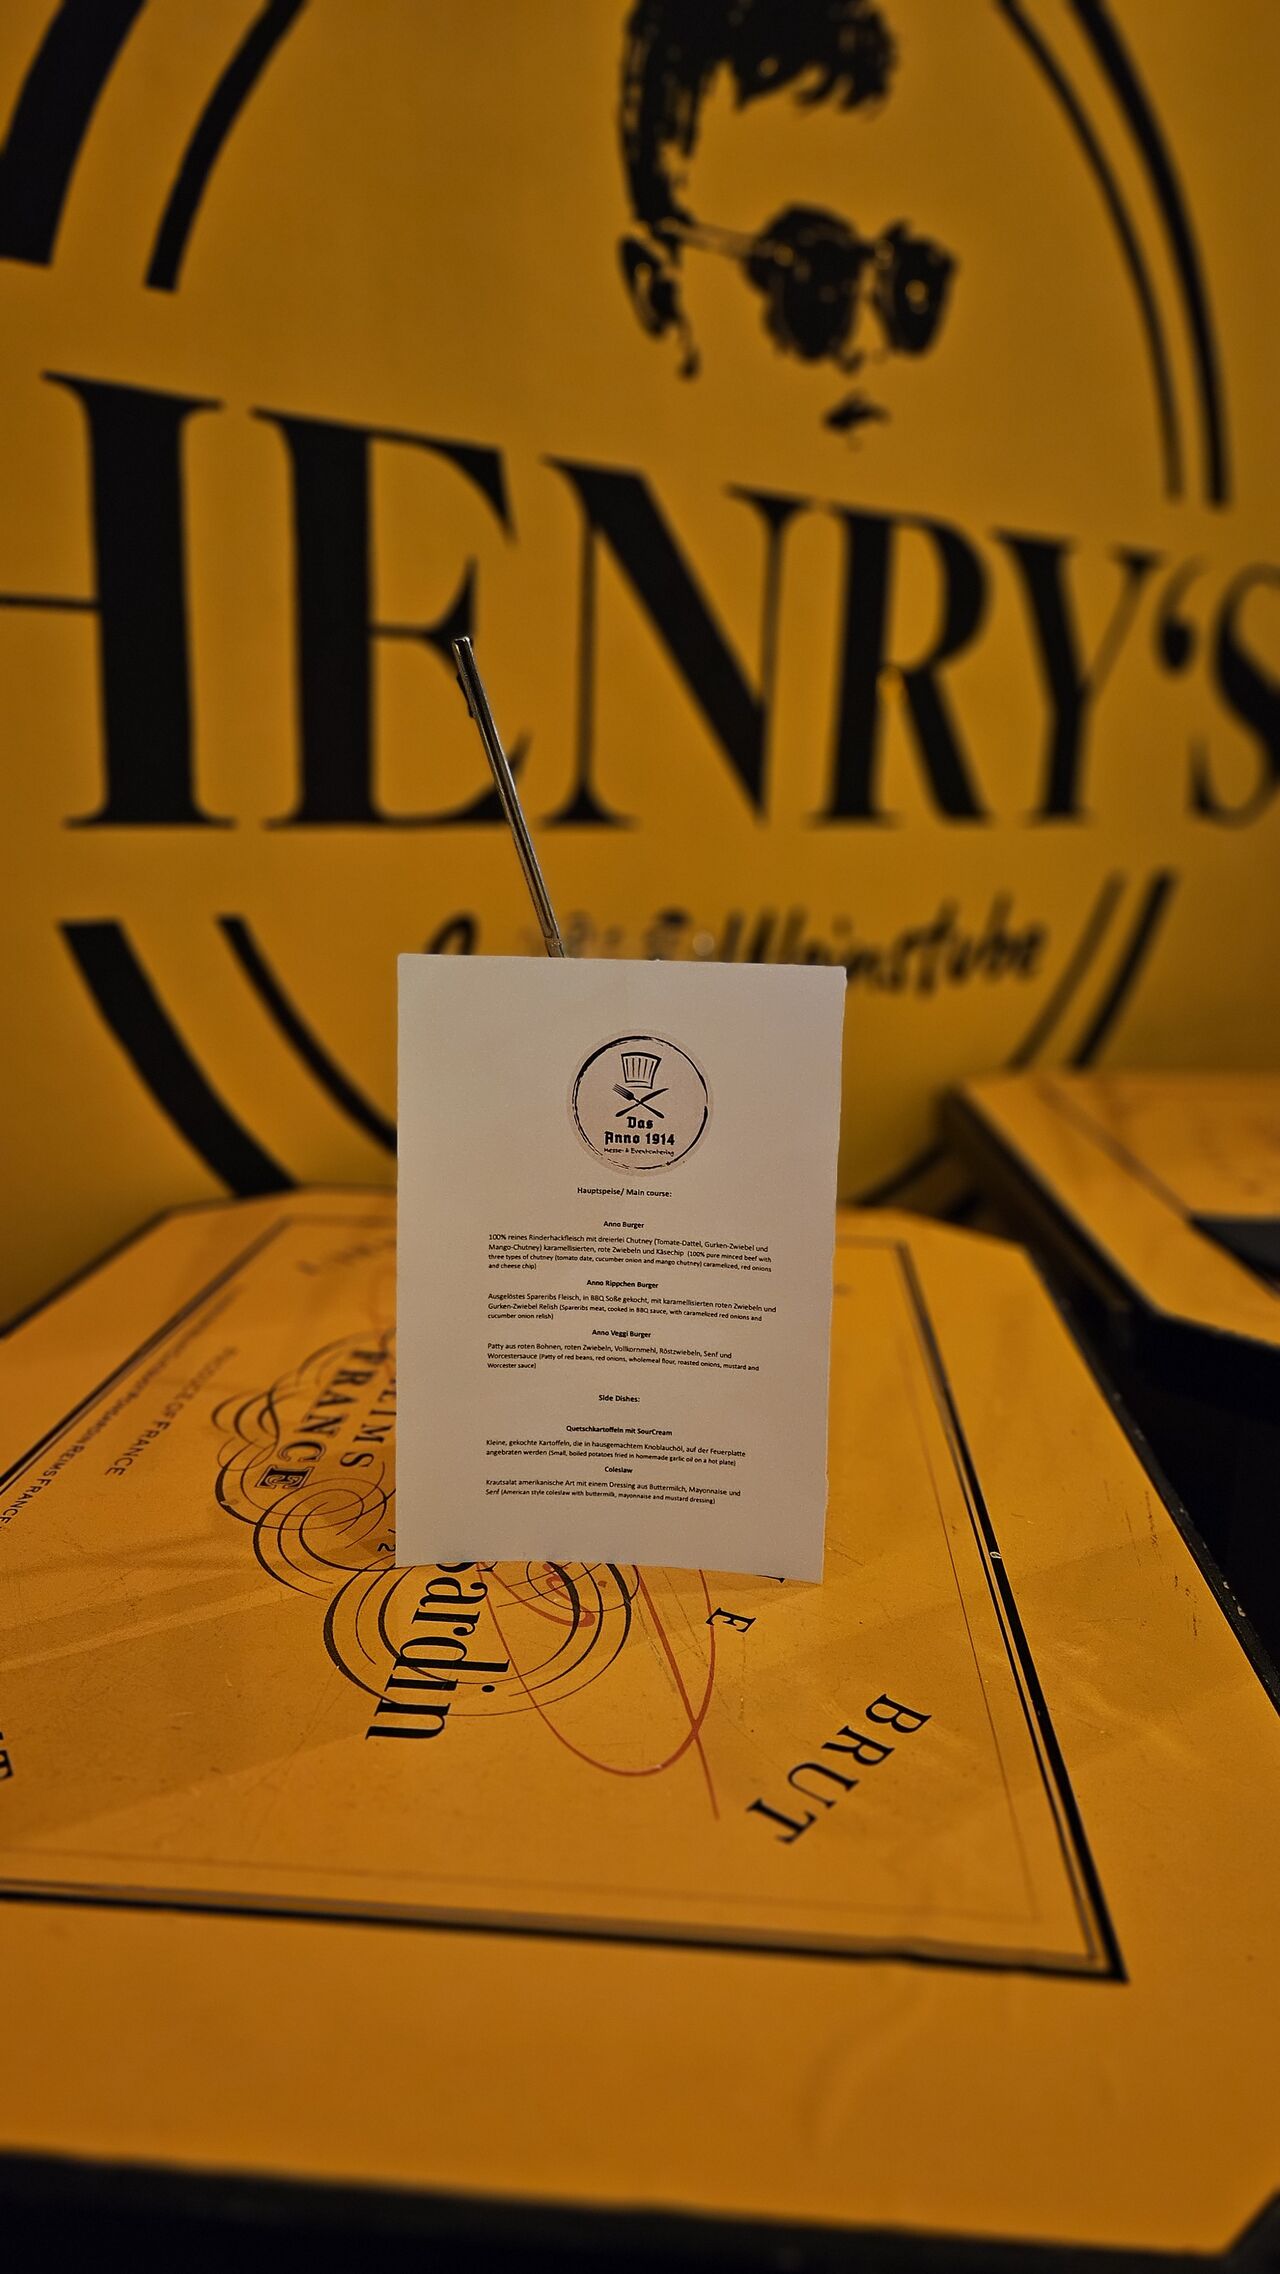 HENRY'S
Weinstube
Das
Anno 1914
Messe- & Eventcatering
Hauptspeise/ Main course:
Anno Burger
100% reines Rinderhackfleisch mit dreierlei Chutney (Tomate-Dattel, Gurken-Zwiebel und
Mango-Chutney) karamellisierten, rote Zwiebeln und Käsechip (100% pure minced beef with
three types of chutney (tomato date, cucumber onion and mango chutney) caramelized, red onions
and cheese chip)
Anno Rippchen Burger
Ausgelöstes Spareribs Fleisch, in BBQ Soße gekocht, mit karamellisierten roten Zwiebeln und
Gurken-Zwiebel Relish (Spareribs meat, cooked in BBQ sauce, with caramelized red onions and
cucumber onion relish)
Anno Veggi Burger
Patty aus roten Bohnen, roten Zwiebeln, Vollkornmehl, Röstzwiebeln, Senf und
Worcestersauce (Patty of red beans, red onions, wholemeal flour, roasted onions, mustard and
Worcester sauce)
Side Dishes:
Quetschkartoffeln mit SourCream
Kleine, gekochte Kartoffeln, die in hausgemachtem Knoblauchöl, auf der Feuerplatte
angebraten werden (Small, boiled potatoes fried in homemade garlic oil on a hot plate)
Coleslaw
Krautsalat amerikanische Art mit einem Dressing aus Buttermilch, Mayonnaise und
Senf (American style coleslaw with buttermilk, mayonnaise and mustard dressing)
FRANCE
OF FRANCE
REIMS FRANCE
BRUT